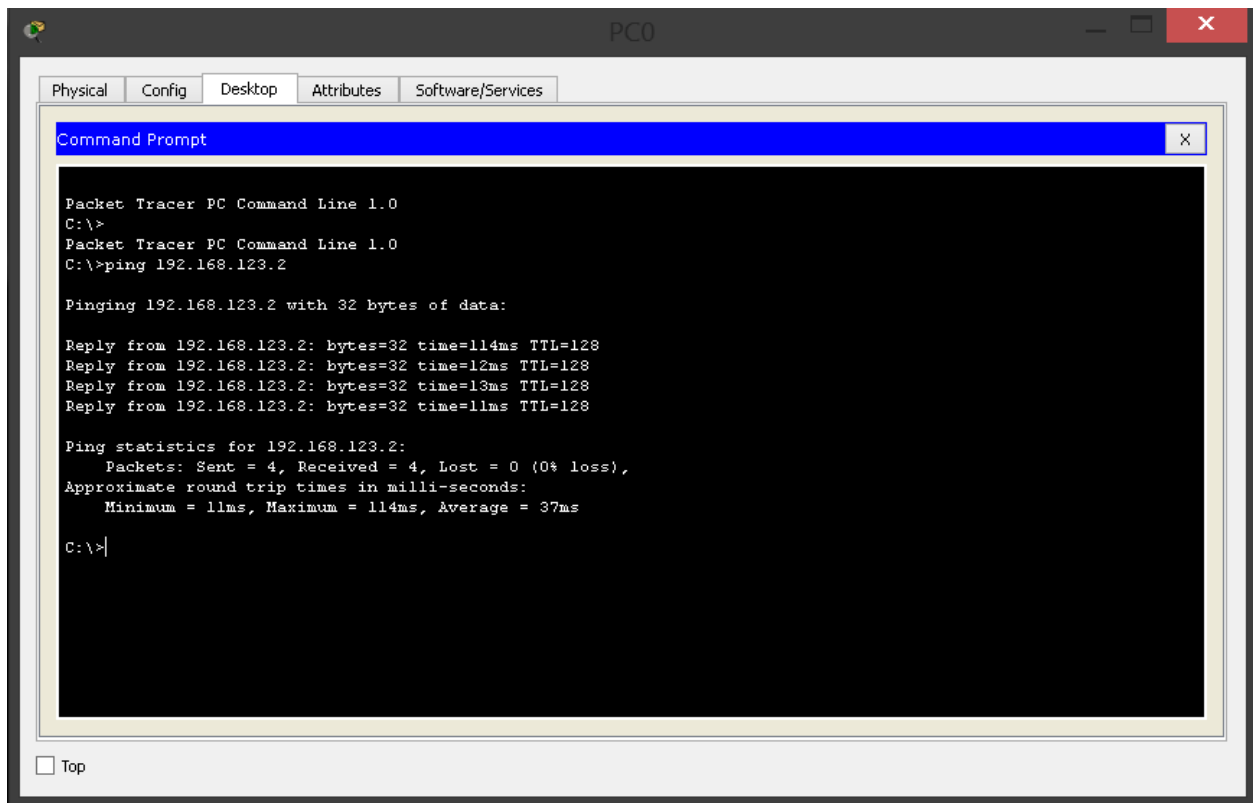 PC0
Physical Config Desktop Attributes Software/Services
Command Prompt X
Packet Tracer PC Command Line 1.0
C:\>
Packet Tracer PC Command Line 1.0
C:\>ping 192.168.123.2
Pinging 192.168.123.2 with 32 bytes of data:
Reply from 192.168.123.2: bytes=32 time=114ms TTL=128
Reply from 192.168.123.2: bytes=32 time=12ms TTL=128
Reply from 192.168.123.2: bytes=32 time=13ms TTL=128
Reply from 192.168.123.2: bytes=32 time=11ms TTL=128
Ping statistics for 192.168.123.2:
Packets: Sent = 4, Received = 4, Lost = 0 (0% loss),
Approximate round trip times in milli-seconds:
Minimum = 11ms, Maximum = 114ms, Average = 37ms
C:\>
Top